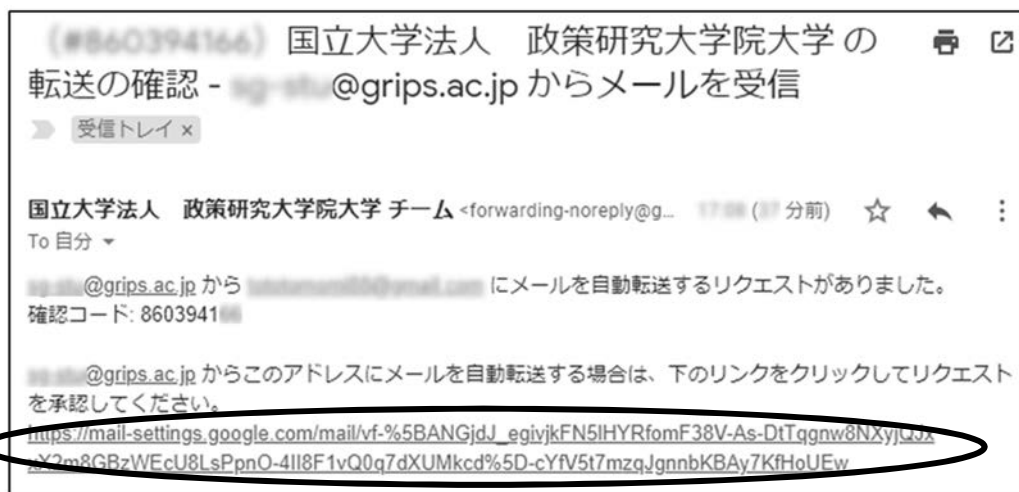 国立大学法人　政策研究大学院大学 の
転送の確認 - @grips.ac.jp からメールを受信
受信トレイ ×
国立大学法人　政策研究大学院大学 チーム <forwarding-noreply@g... 分前)
To 自分
@grips.ac.jp から にメールを自動転送するリクエストがありました。
確認コード: 8603941
@grips.ac.jp からこのアドレスにメールを自動転送する場合は、下のリンクをクリックしてリクエスト
を承認してください。
https://mail-settings.google.com/mail/vf-%5BANGjdJ_egivjkFN5IHYRfomF38V-As-DtTqgnw8NXyjQJx
xX2m8GBzWEcU8LsPpnO-4II8F1vQ0q7dXUMkcd%5D-cYfV5t7mzqJgnnbKBAy7KfHoUEw